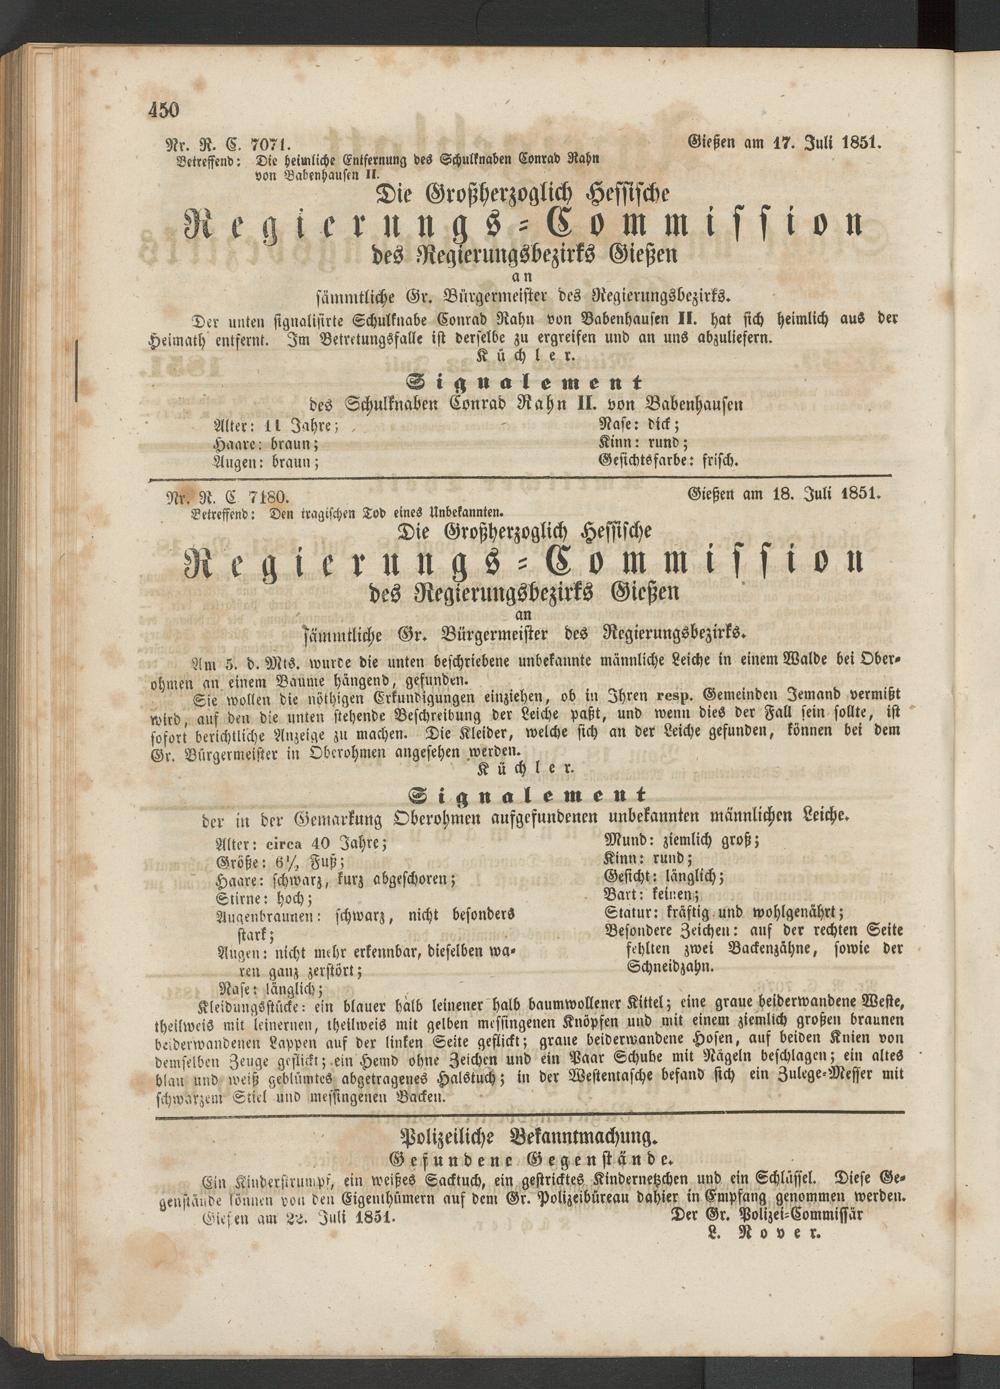 450
Nr. R. C. 7071. Gießen am 17. Juli 1851.
Betreffend: Die heimliche Entfernung des Schulknaben Conrad Rahn
von Babenhausen II.
Die Großherzoglich Hessische
Regierungs-Commission
des Regierungsbezirks Gießen
an
sämmtliche Gr. Bürgermeister des Regierungsbezirks.
Der unten signalisirte Schulknabe Conrad Rahn von Babenhausen II. hat sich heimlich aus der
Heimath entfernt. Im Betretungsfalle ist derselbe zu ergreifen und an uns abzuliefern.
Küchler.
Signalement
des Schulknaben Conrad Rahn II. von Babenhausen
Alter: 11 Jahre;
Haare: braun;
Augen: braun;
Nase: dick;
Kinn: rund;
Gesichtsfarbe: frisch.
Nr. R. C. 7180. Gießen am 18. Juli 1851.
Betreffend: Den tragischen Tod eines Unbekannten.
Die Großherzoglich Hessische
Regierungs-Commission
des Regierungsbezirks Gießen
an
sämmtliche Gr. Bürgermeister des Regierungsbezirks.
Am 5. d. Mts. wurde die unten beschriebene unbekannte männliche Leiche in einem Walde bei Ober-
ohmen an einem Baume hängend, gefunden.
Sie wollen die nöthigen Erkundigungen einziehen, ob in Ihren resp. Gemeinden Jemand vermißt
wird, auf den die unten stehende Beschreibung der Leiche paßt, und wenn dies der Fall sein sollte, ist
sofort berichtliche Anzeige zu machen. Die Kleider, welche sich an der Leiche gefunden, können bei dem
Gr. Bürgermeister in Oberohmen angesehen werden.
Küchler.
Signalement
der in der Gemarkung Oberohmen aufgefundenen unbekannten männlichen Leiche.
Alter: circa 40 Jahre;
Größe: 6½ Fuß;
Haare: schwarz, kurz abgeschoren;
Stirne: hoch;
Augenbraunen: schwarz, nicht besonders
stark;
Augen: nicht mehr erkennbar, dieselben wa-
ren ganz zerstört;
Nase: länglich;
Mund: ziemlich groß;
Kinn: rund;
Gesicht: länglich;
Bart: keinen;
Statur: kräftig und wohlgenährt;
Besondere Zeichen: auf der rechten Seite
fehlten zwei Backenzähne, sowie der
Schneidzahn.
Kleidungsstücke: ein blauer halb leinener halb baumwollener Kittel; eine graue beiderwandene Weste,
theilweis mit leinernen, theilweis mit gelben messingenen Knöpfen und mit einem ziemlich großen braunen
beiderwandenen Lappen auf der linken Seite geflickt; graue beiderwandene Hosen, auf beiden Knien von
demselben Zeuge geflickt; ein Hemd ohne Zeichen und ein Paar Schuhe mit Nägeln beschlagen; ein altes
blau und weiß geblümtes abgetragenes Halstuch; in der Westentasche befand sich ein Zulege-Messer mit
schwarzem Stiel und messingenen Backen.
Polizeiliche Bekanntmachung.
Gefundene Gegenstände.
Ein Kinderstrumpf, ein weißes Sacktuch, ein gestricktes Kindernetzchen und ein Schlüssel. Diese Ge-
genstände können von den Eigenthümern auf dem Gr. Polizeibüreau dahier in Empfang genommen werden.
Gießen am 22. Juli 1851. Der Gr. Polizei-Commissär
L. Nover.